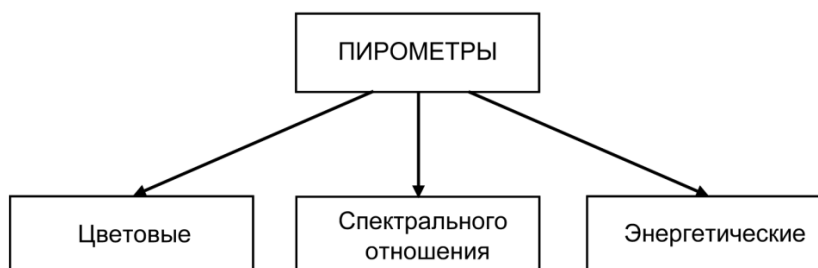 ПИРОМЕТРЫ
Цветовые
Спектрального
отношения
Энергетические